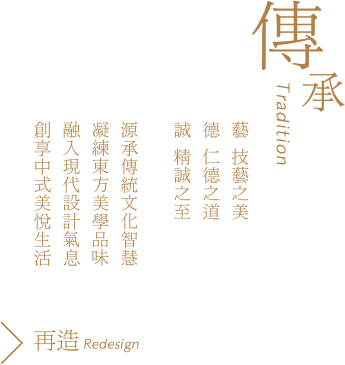 傳承
Tradition
藝 技藝之美
德 仁德之道
誠 精誠之至
源承傳統文化智慧
凝練東方美學品味
融入現代設計氣息
創享中式美悅生活
再造 Redesign